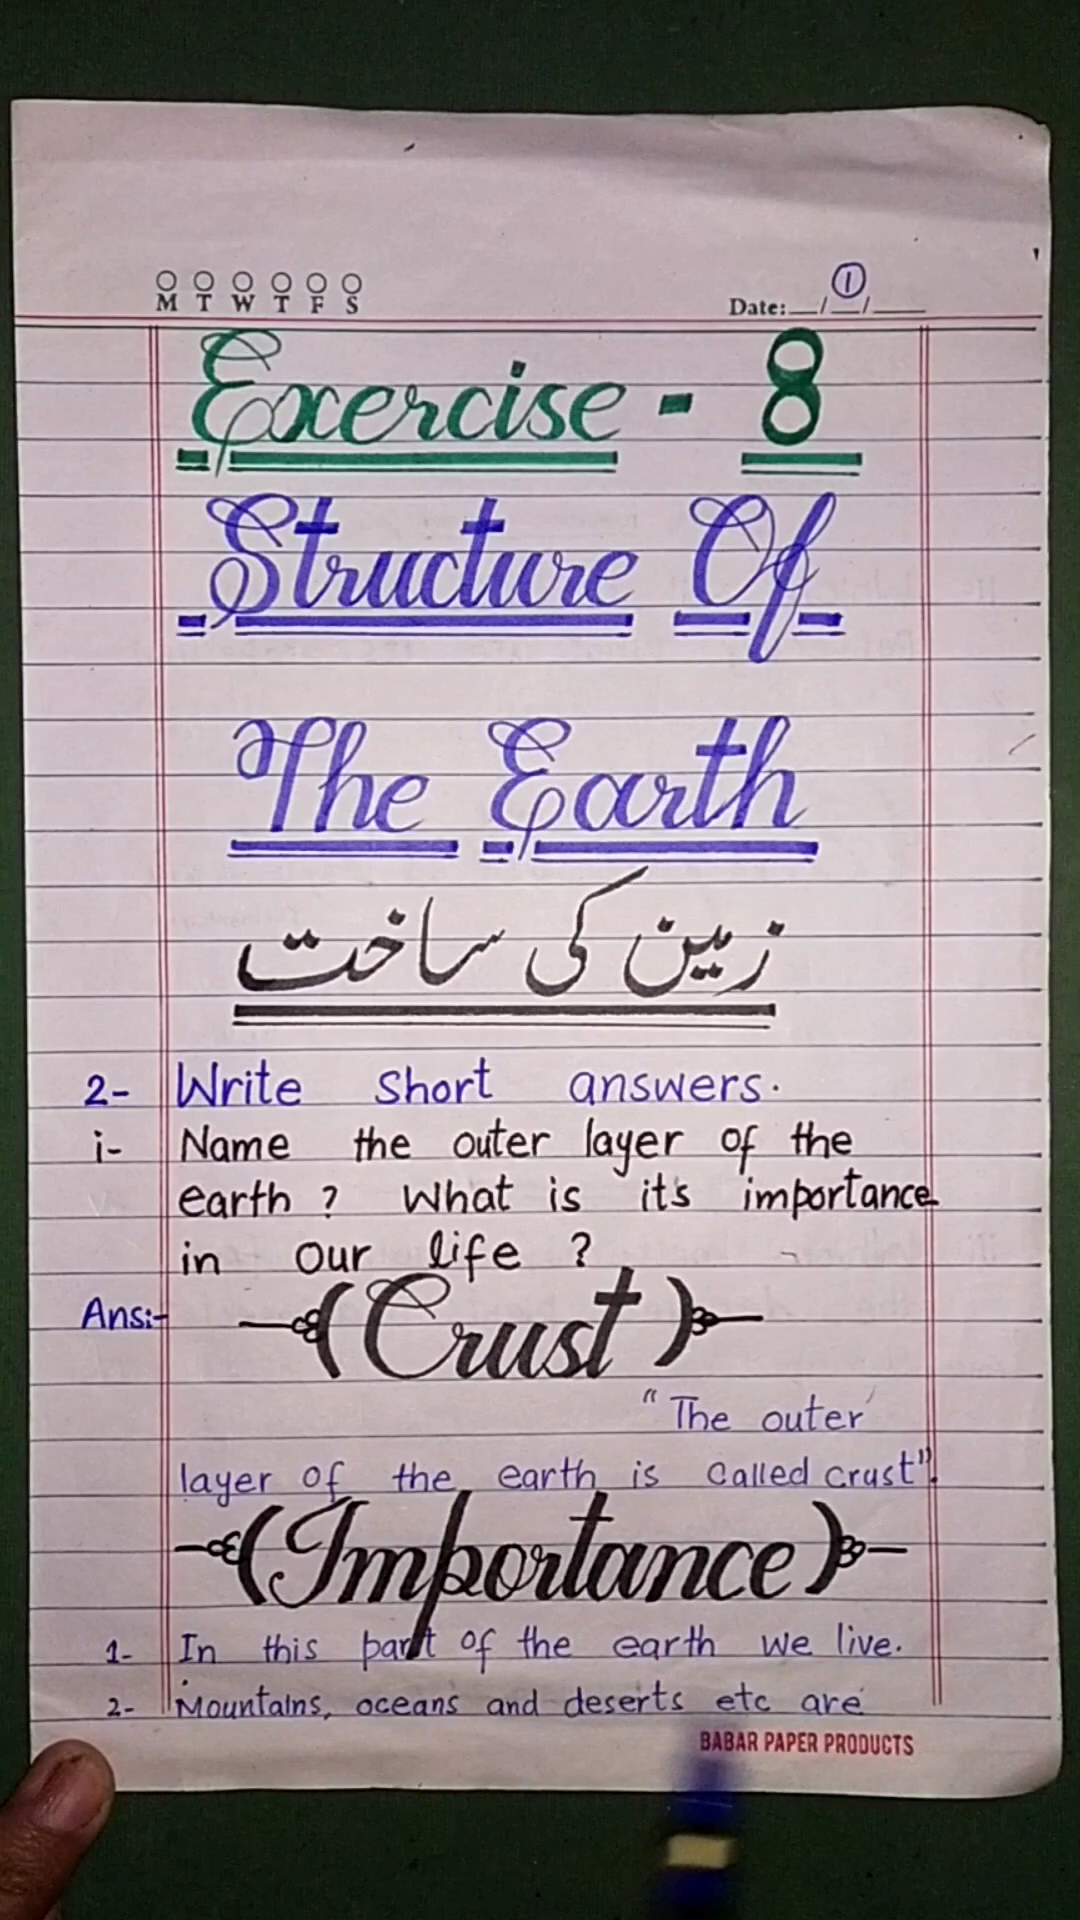 M T W T F S
Date: __/__/____
1
Exercise - 8
Structure Of
The Earth
زمین کی ساخت
2- Write short answers.
i- Name the outer layer of the
earth ? What is its importance
in our life ?
Ans:- (Crust)
"The outer
layer of the earth is called crust".
(Importance)
1- In this part of the earth we live.
2- Mountains, oceans and deserts etc are
BABAR PAPER PRODUCTS